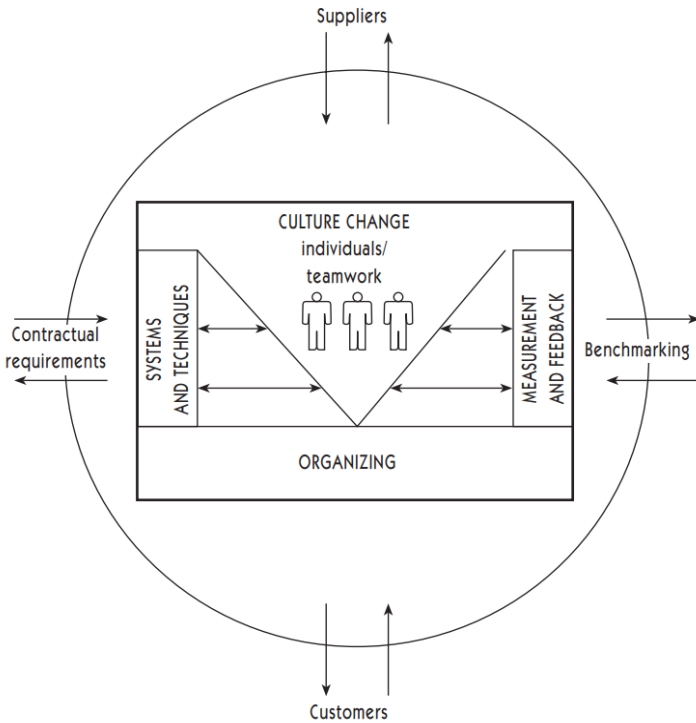 Suppliers
CULTURE CHANGE
individuals/
teamwork
SYSTEMS
AND TECHNIQUES
MEASUREMENT
AND FEEDBACK
Contractual
requirements
Benchmarking
ORGANIZING
Customers